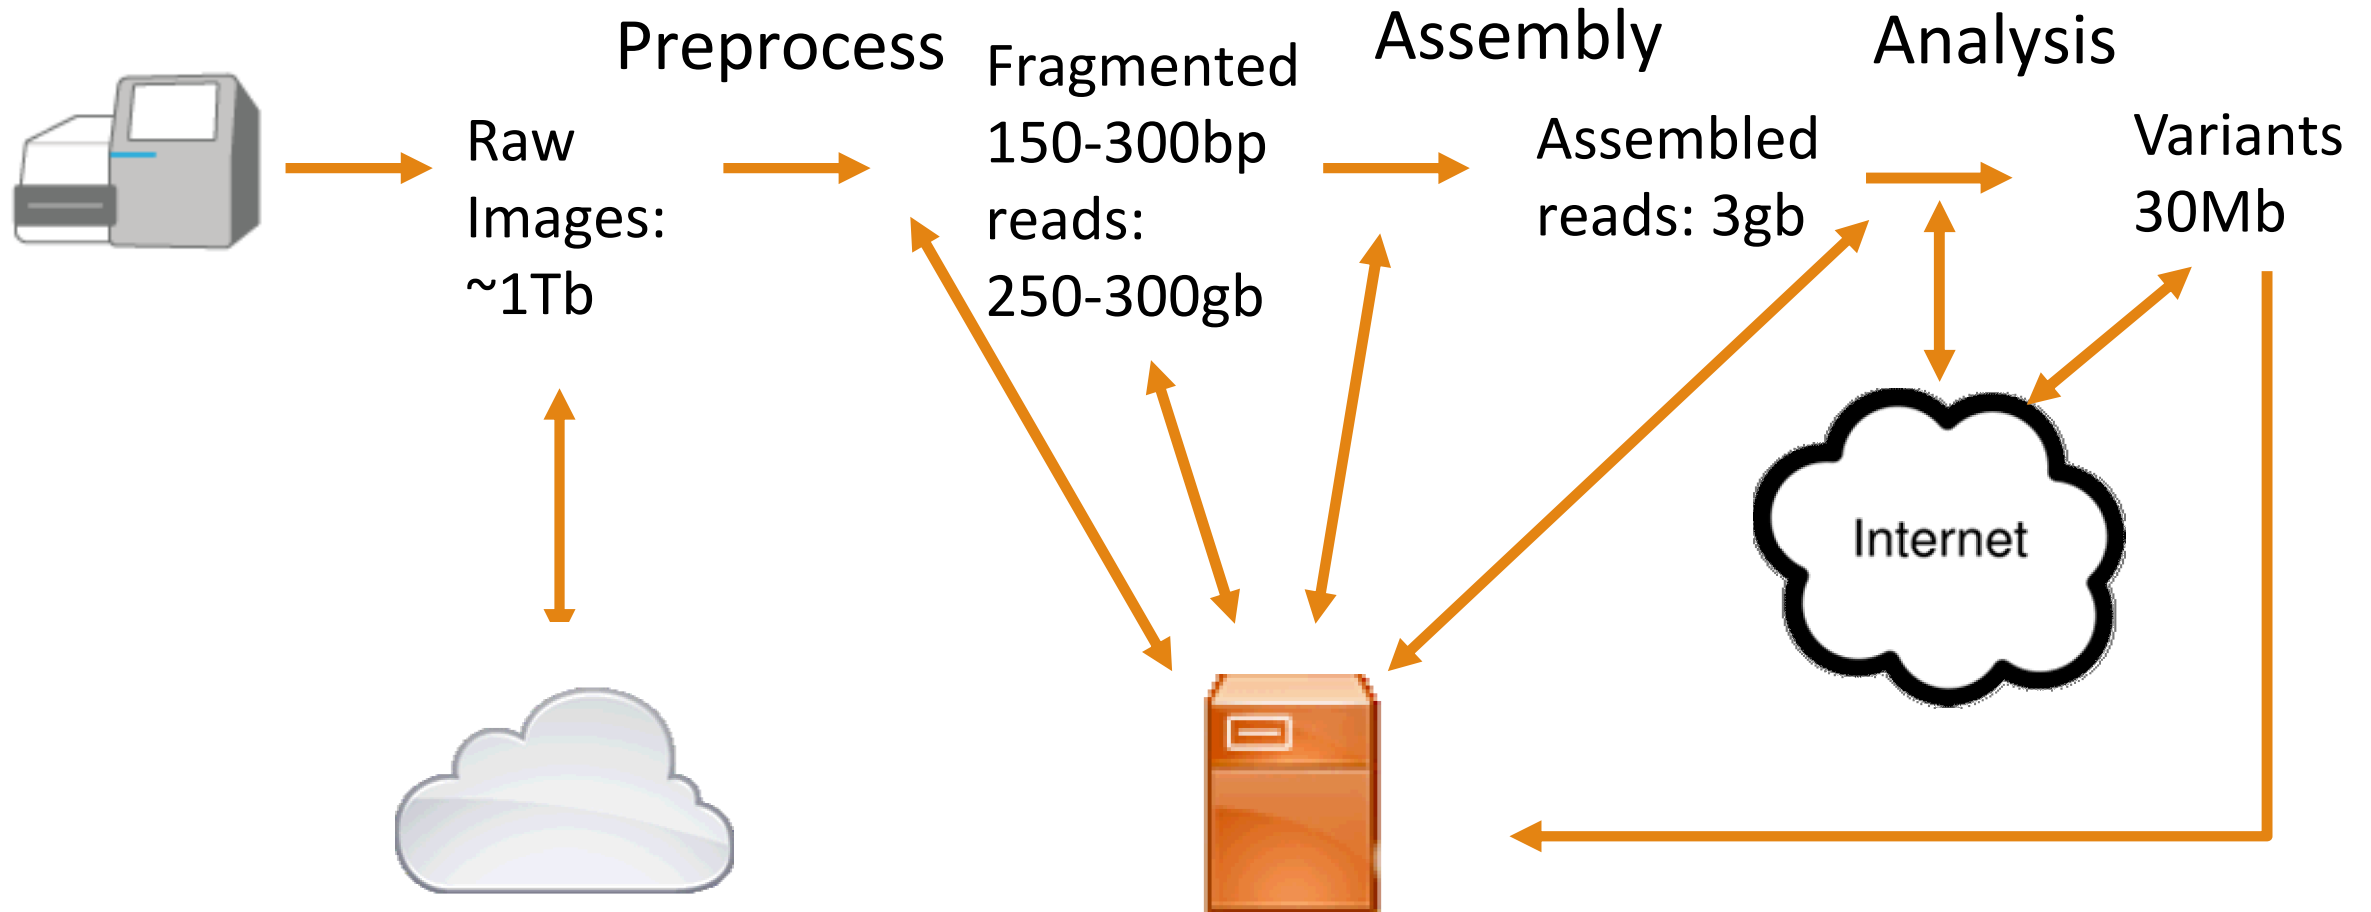 Preprocess
Assembly
Analysis
Raw
Images:
~1Tb
Fragmented
150-300bp
reads:
250-300gb
Assembled
reads: 3gb
Variants
30Mb
Internet